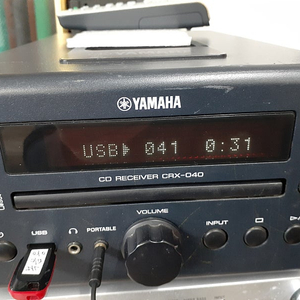 YAMAHA
USB 041 0:31
CD RECEIVER CRX-040
VOLUME
USB
PORTABLE
INPUT